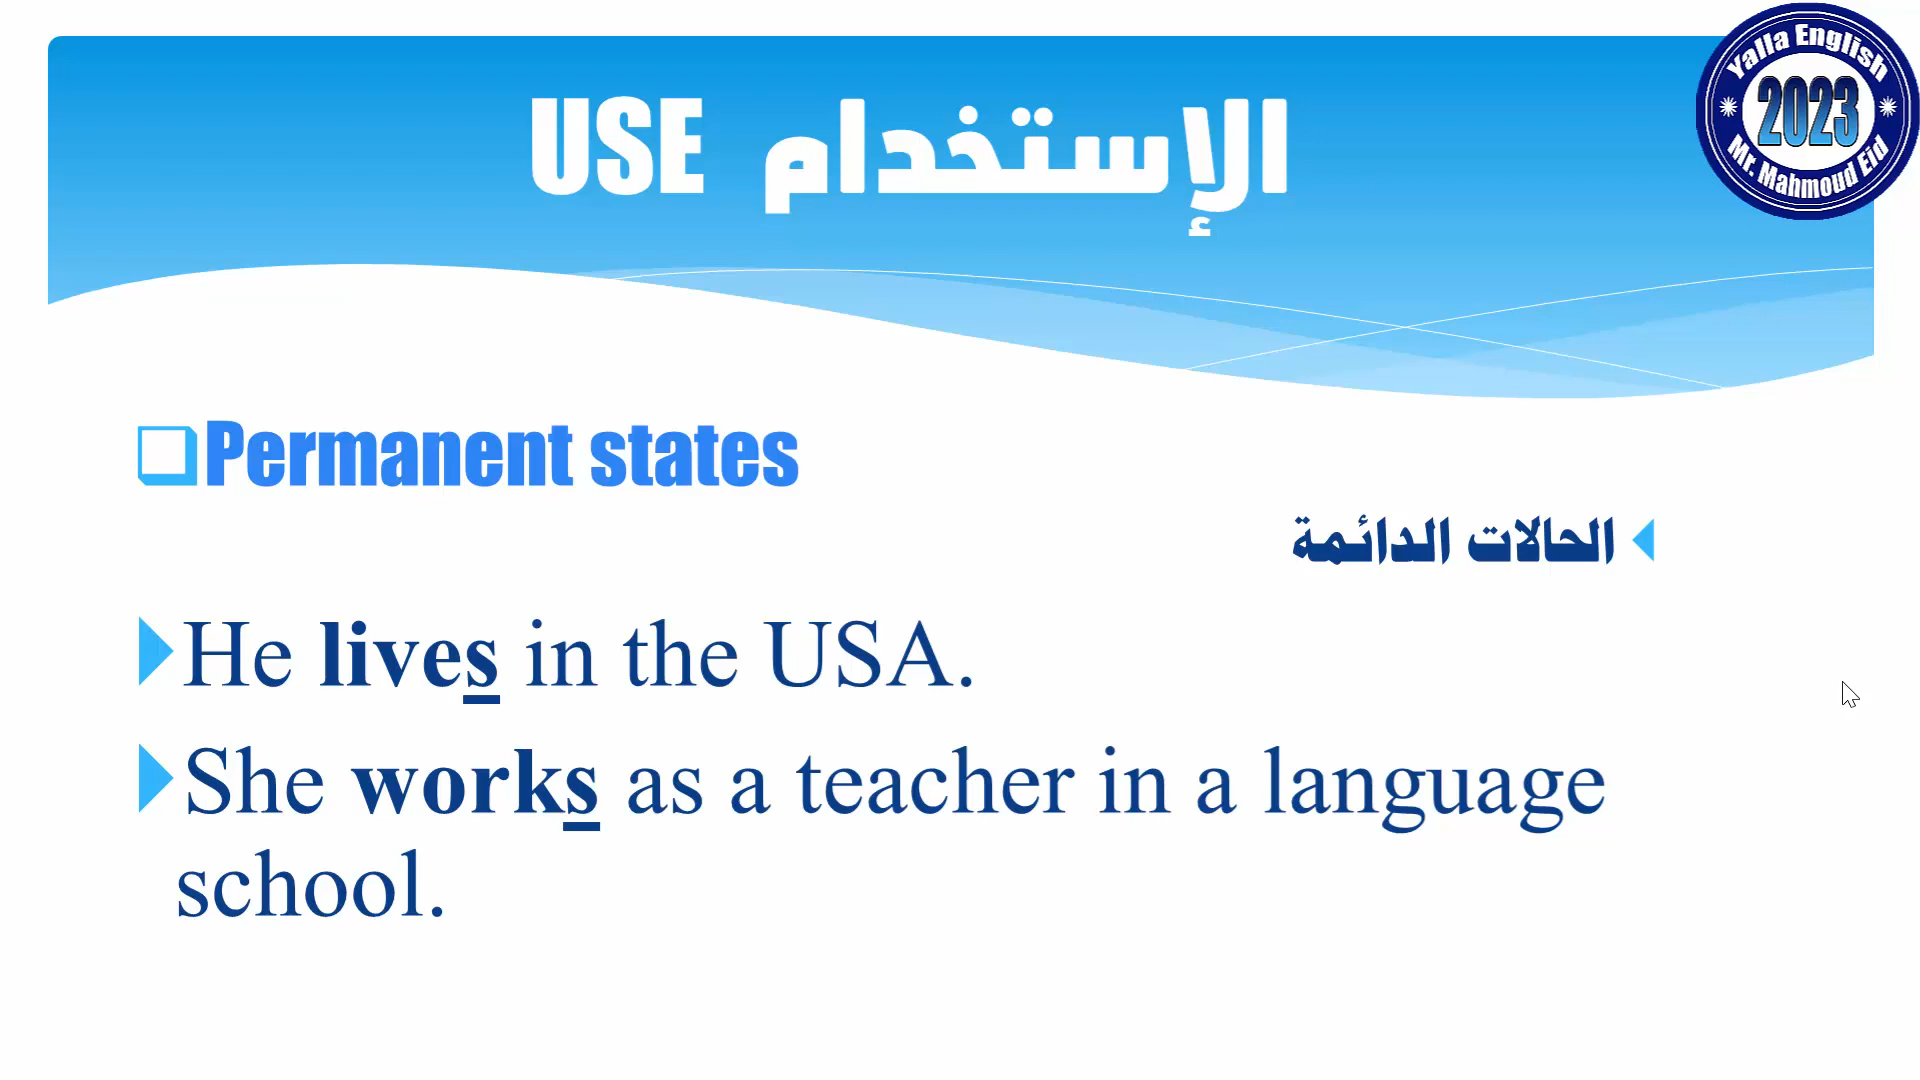 USE الإستخدام
Yalla English
2023
Mr. Mahmoud Eid
Permanent states
الحالات الدائمة
He lives in the USA.
She works as a teacher in a language
school.